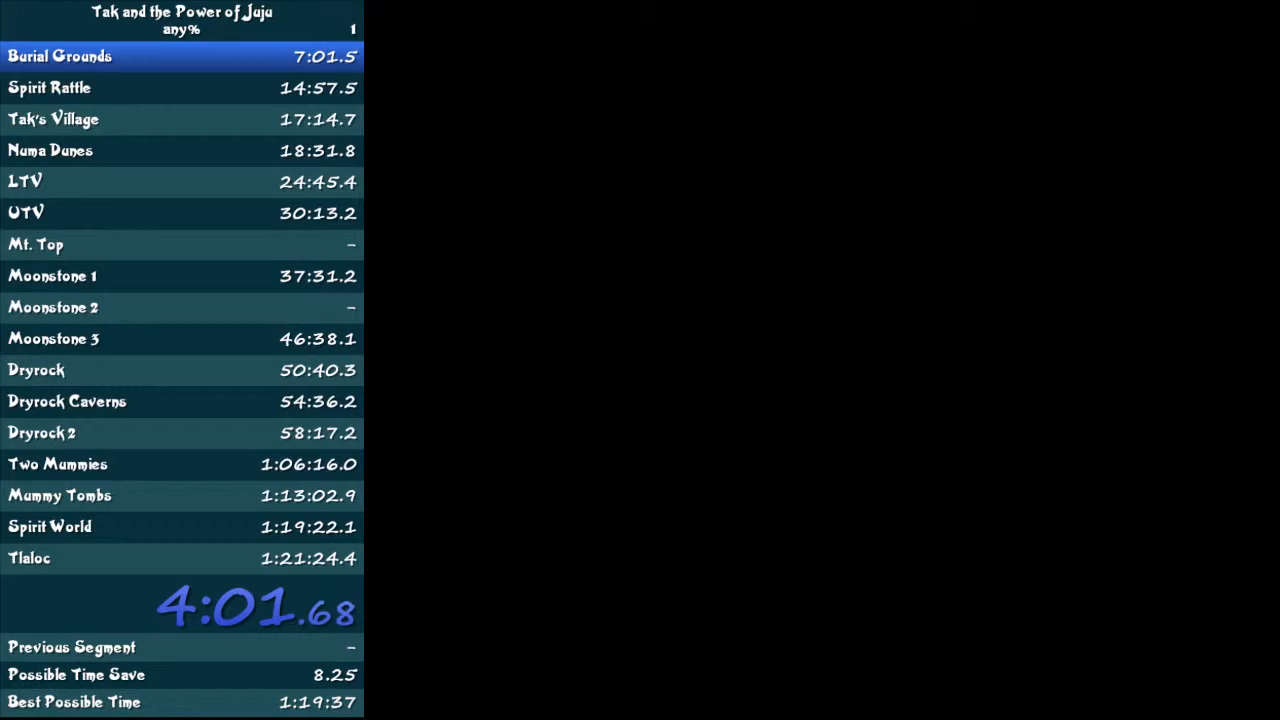 Tak and the Power of Juju
any% 1
Burial Grounds 7:01.5
Spirit Rattle 14:57.5
Tak's Village 17:14.7
Numa Dunes 18:31.8
LTV 24:45.4
UTV 30:13.2
Mt. Top –
Moonstone 1 37:31.2
Moonstone 2 –
Moonstone 3 46:38.1
Dryrock 50:40.3
Dryrock Caverns 54:36.2
Dryrock 2 58:17.2
Two Mummies 1:06:16.0
Mummy Tombs 1:13:02.9
Spirit World 1:19:22.1
Tlaloc 1:21:24.4
4:01.68
Previous Segment –
Possible Time Save 8.25
Best Possible Time 1:19:37